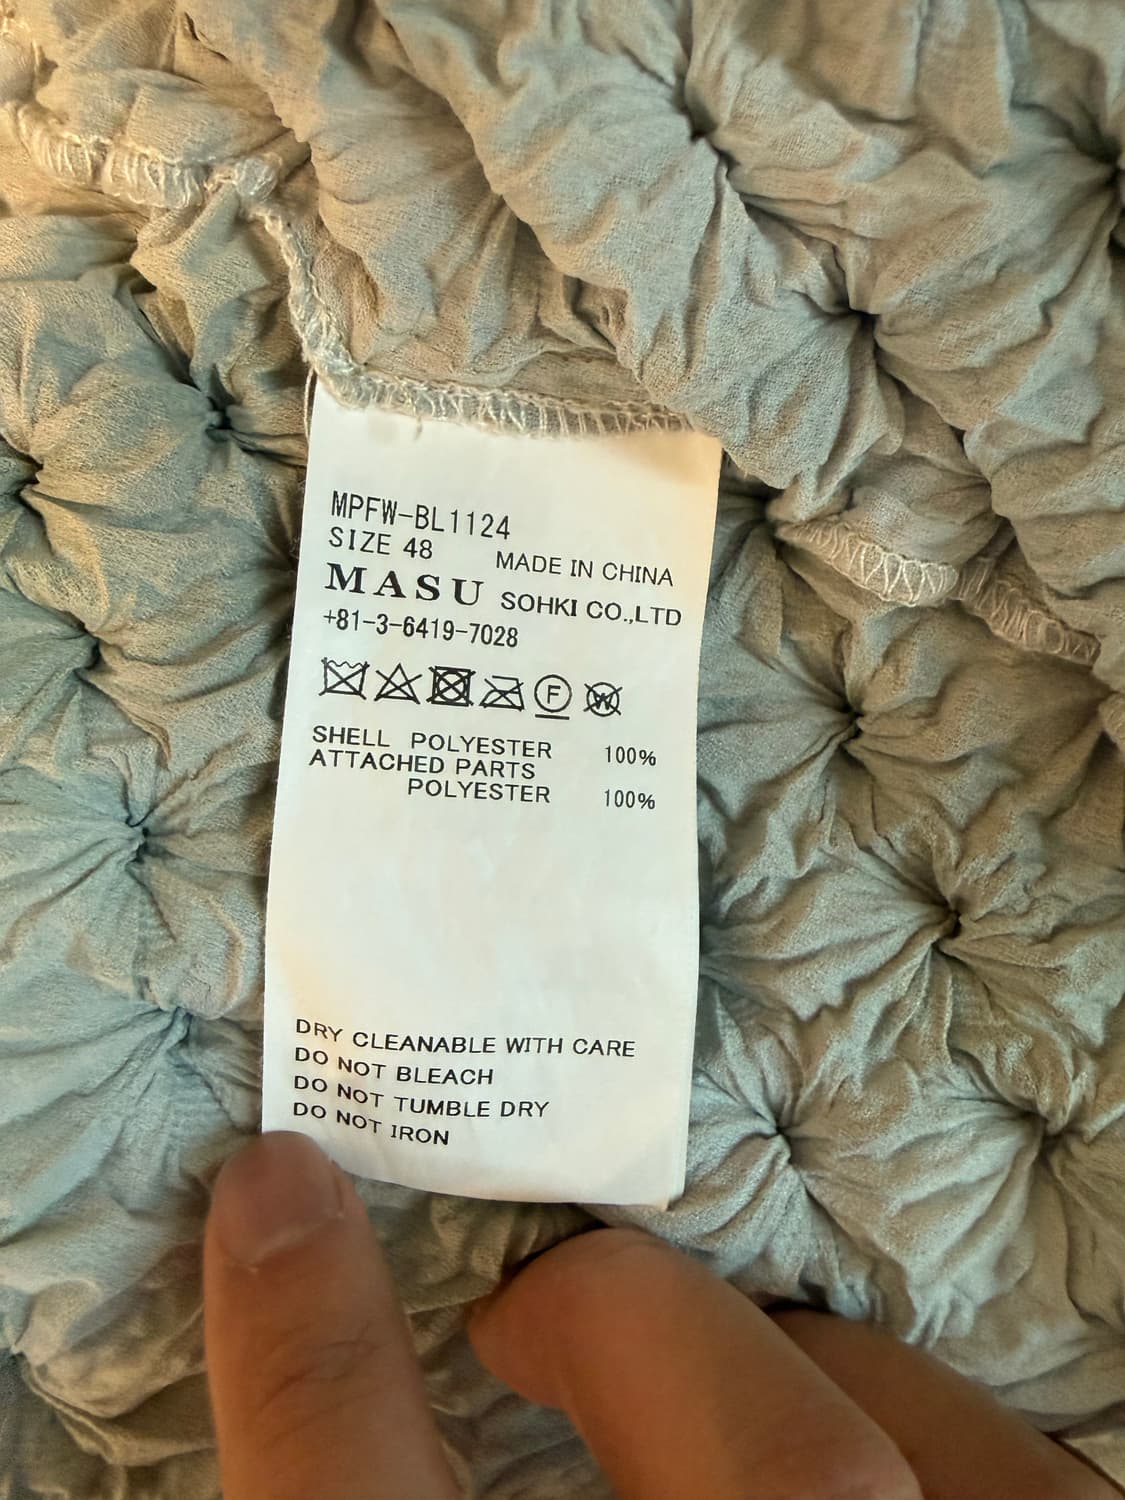 MPFW-BL1124
SIZE 48 MADE IN CHINA
MASU SOHKI CO.,LTD
+81-3-6419-7028
F W
SHELL POLYESTER 100%
ATTACHED PARTS
POLYESTER 100%
DRY CLEANABLE WITH CARE
DO NOT BLEACH
DO NOT TUMBLE DRY
DO NOT IRON